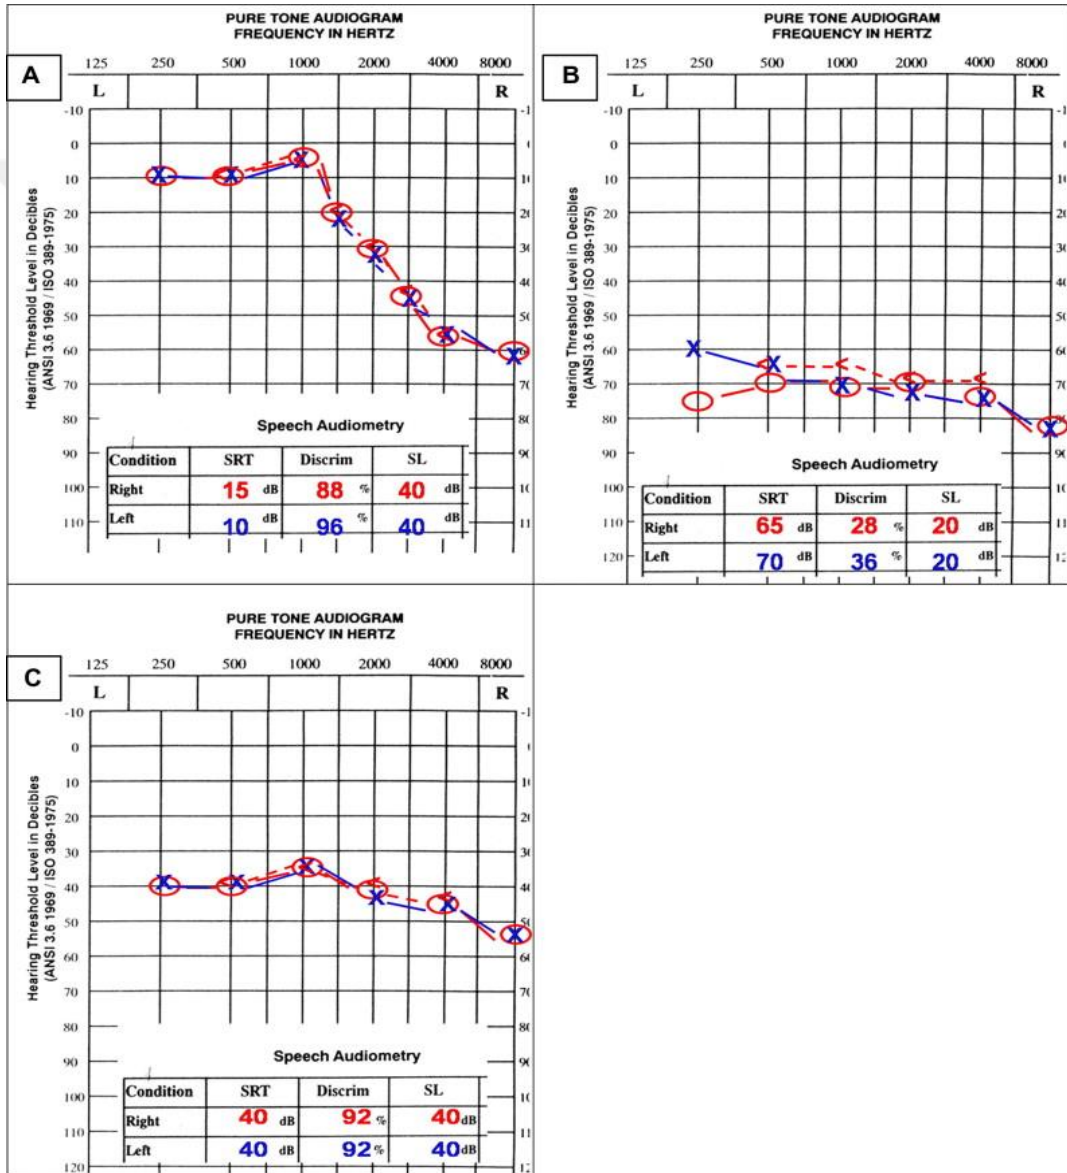 PURE TONE AUDIOGRAM
FREQUENCY IN HERTZ
A
125 250 500 1000 2000 4000 8000
L R
Hearing Threshold Level in Decibles
(ANSI 3.6 1969 / ISO 389-1975)
-10
0
10
20
30
40
50
60
70
80
90
100
110
Speech Audiometry
Condition SRT Discrim SL
Right 15 dB 88 % 40 dB
Left 10 dB 96 % 40 dB
PURE TONE AUDIOGRAM
FREQUENCY IN HERTZ
B
125 250 500 1000 2000 4000 8000
L R
Hearing Threshold Level in Decibles
(ANSI 3.6 1969 / ISO 389-1975)
-10
0
10
20
30
40
50
60
70
80
90
100
110
120
Speech Audiometry
Condition SRT Discrim SL
Right 65 dB 28 % 20 dB
Left 70 dB 36 % 20 dB
PURE TONE AUDIOGRAM
FREQUENCY IN HERTZ
C
125 250 500 1000 2000 4000 8000
L R
Hearing Threshold Level in Decibles
(ANSI 3.6 1969 / ISO 389-1975)
-10
0
10
20
30
40
50
60
70
80
90
100
110
120
Speech Audiometry
Condition SRT Discrim SL
Right 40 dB 92 % 40 dB
Left 40 dB 92 % 40 dB